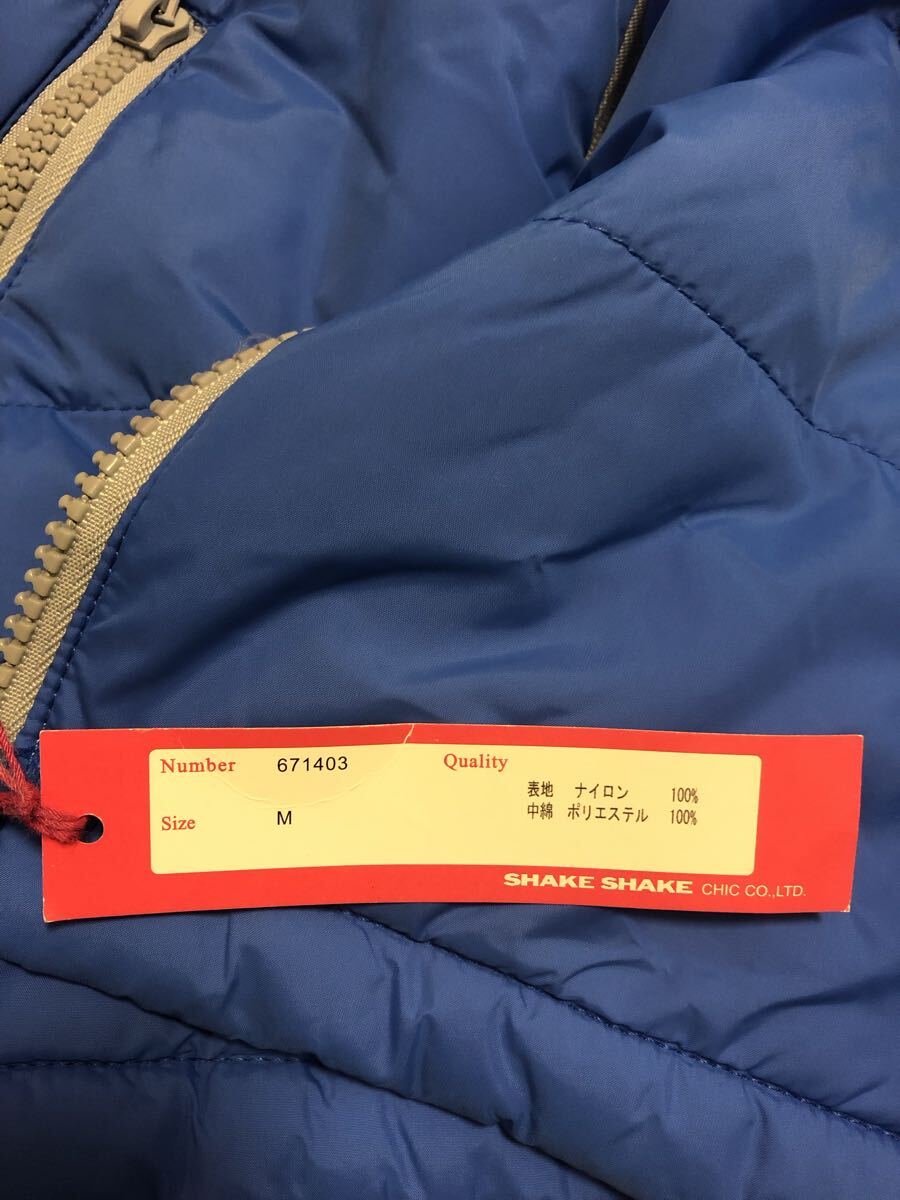 Number 671403 Quality
表地 ナイロン 100%
中綿 ポリエステル 100%
Size M
SHAKE SHAKE CHIC CO.,LTD.